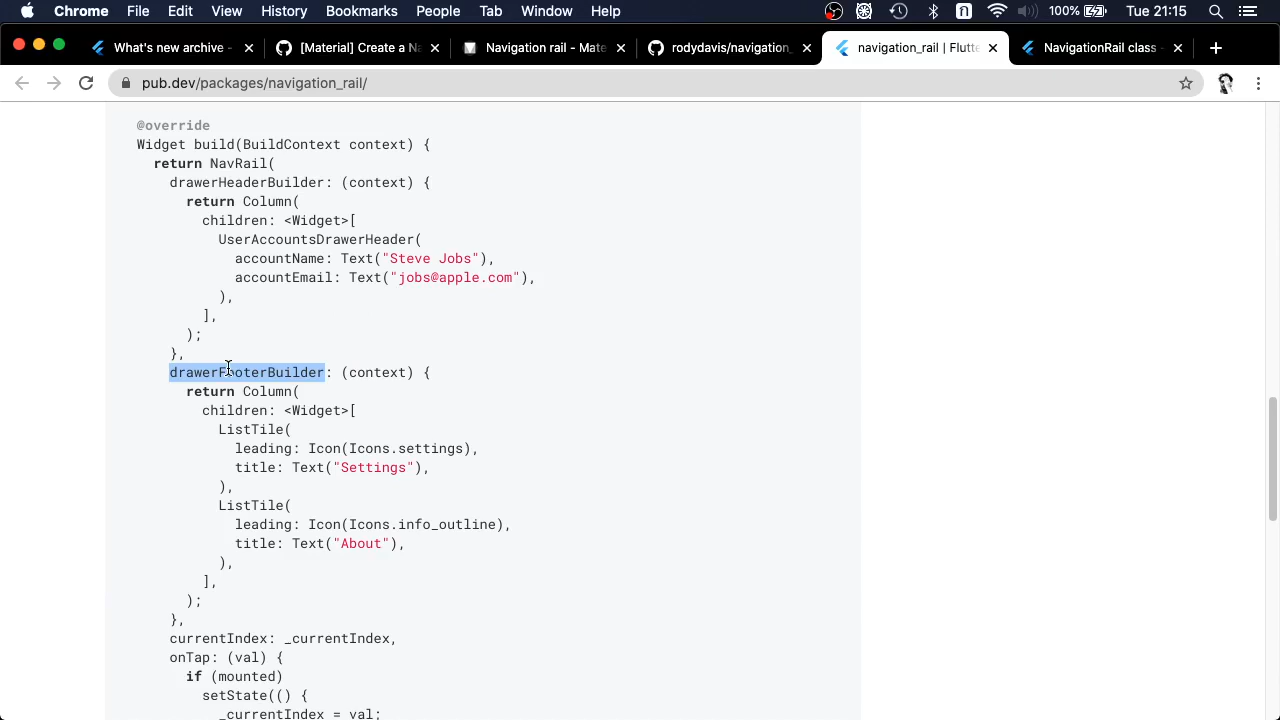 Chrome File Edit View History Bookmarks People Tab Window Help 100% Tue 21:15
What's new archive - [Material] Create a Na Navigation rail - Mate rodydavis/navigation_ navigation_rail | Flutte NavigationRail class -
pub.dev/packages/navigation_rail/
@override
Widget build(BuildContext context) {
return NavRail(
drawerHeaderBuilder: (context) {
return Column(
children: <Widget>[
UserAccountsDrawerHeader(
accountName: Text("Steve Jobs"),
accountEmail: Text("jobs@apple.com"),
),
],
);
},
drawerFooterBuilder: (context) {
return Column(
children: <Widget>[
ListTile(
leading: Icon(Icons.settings),
title: Text("Settings"),
),
ListTile(
leading: Icon(Icons.info_outline),
title: Text("About"),
),
],
);
},
currentIndex: _currentIndex,
onTap: (val) {
if (mounted)
setState(() {
_currentIndex = val;